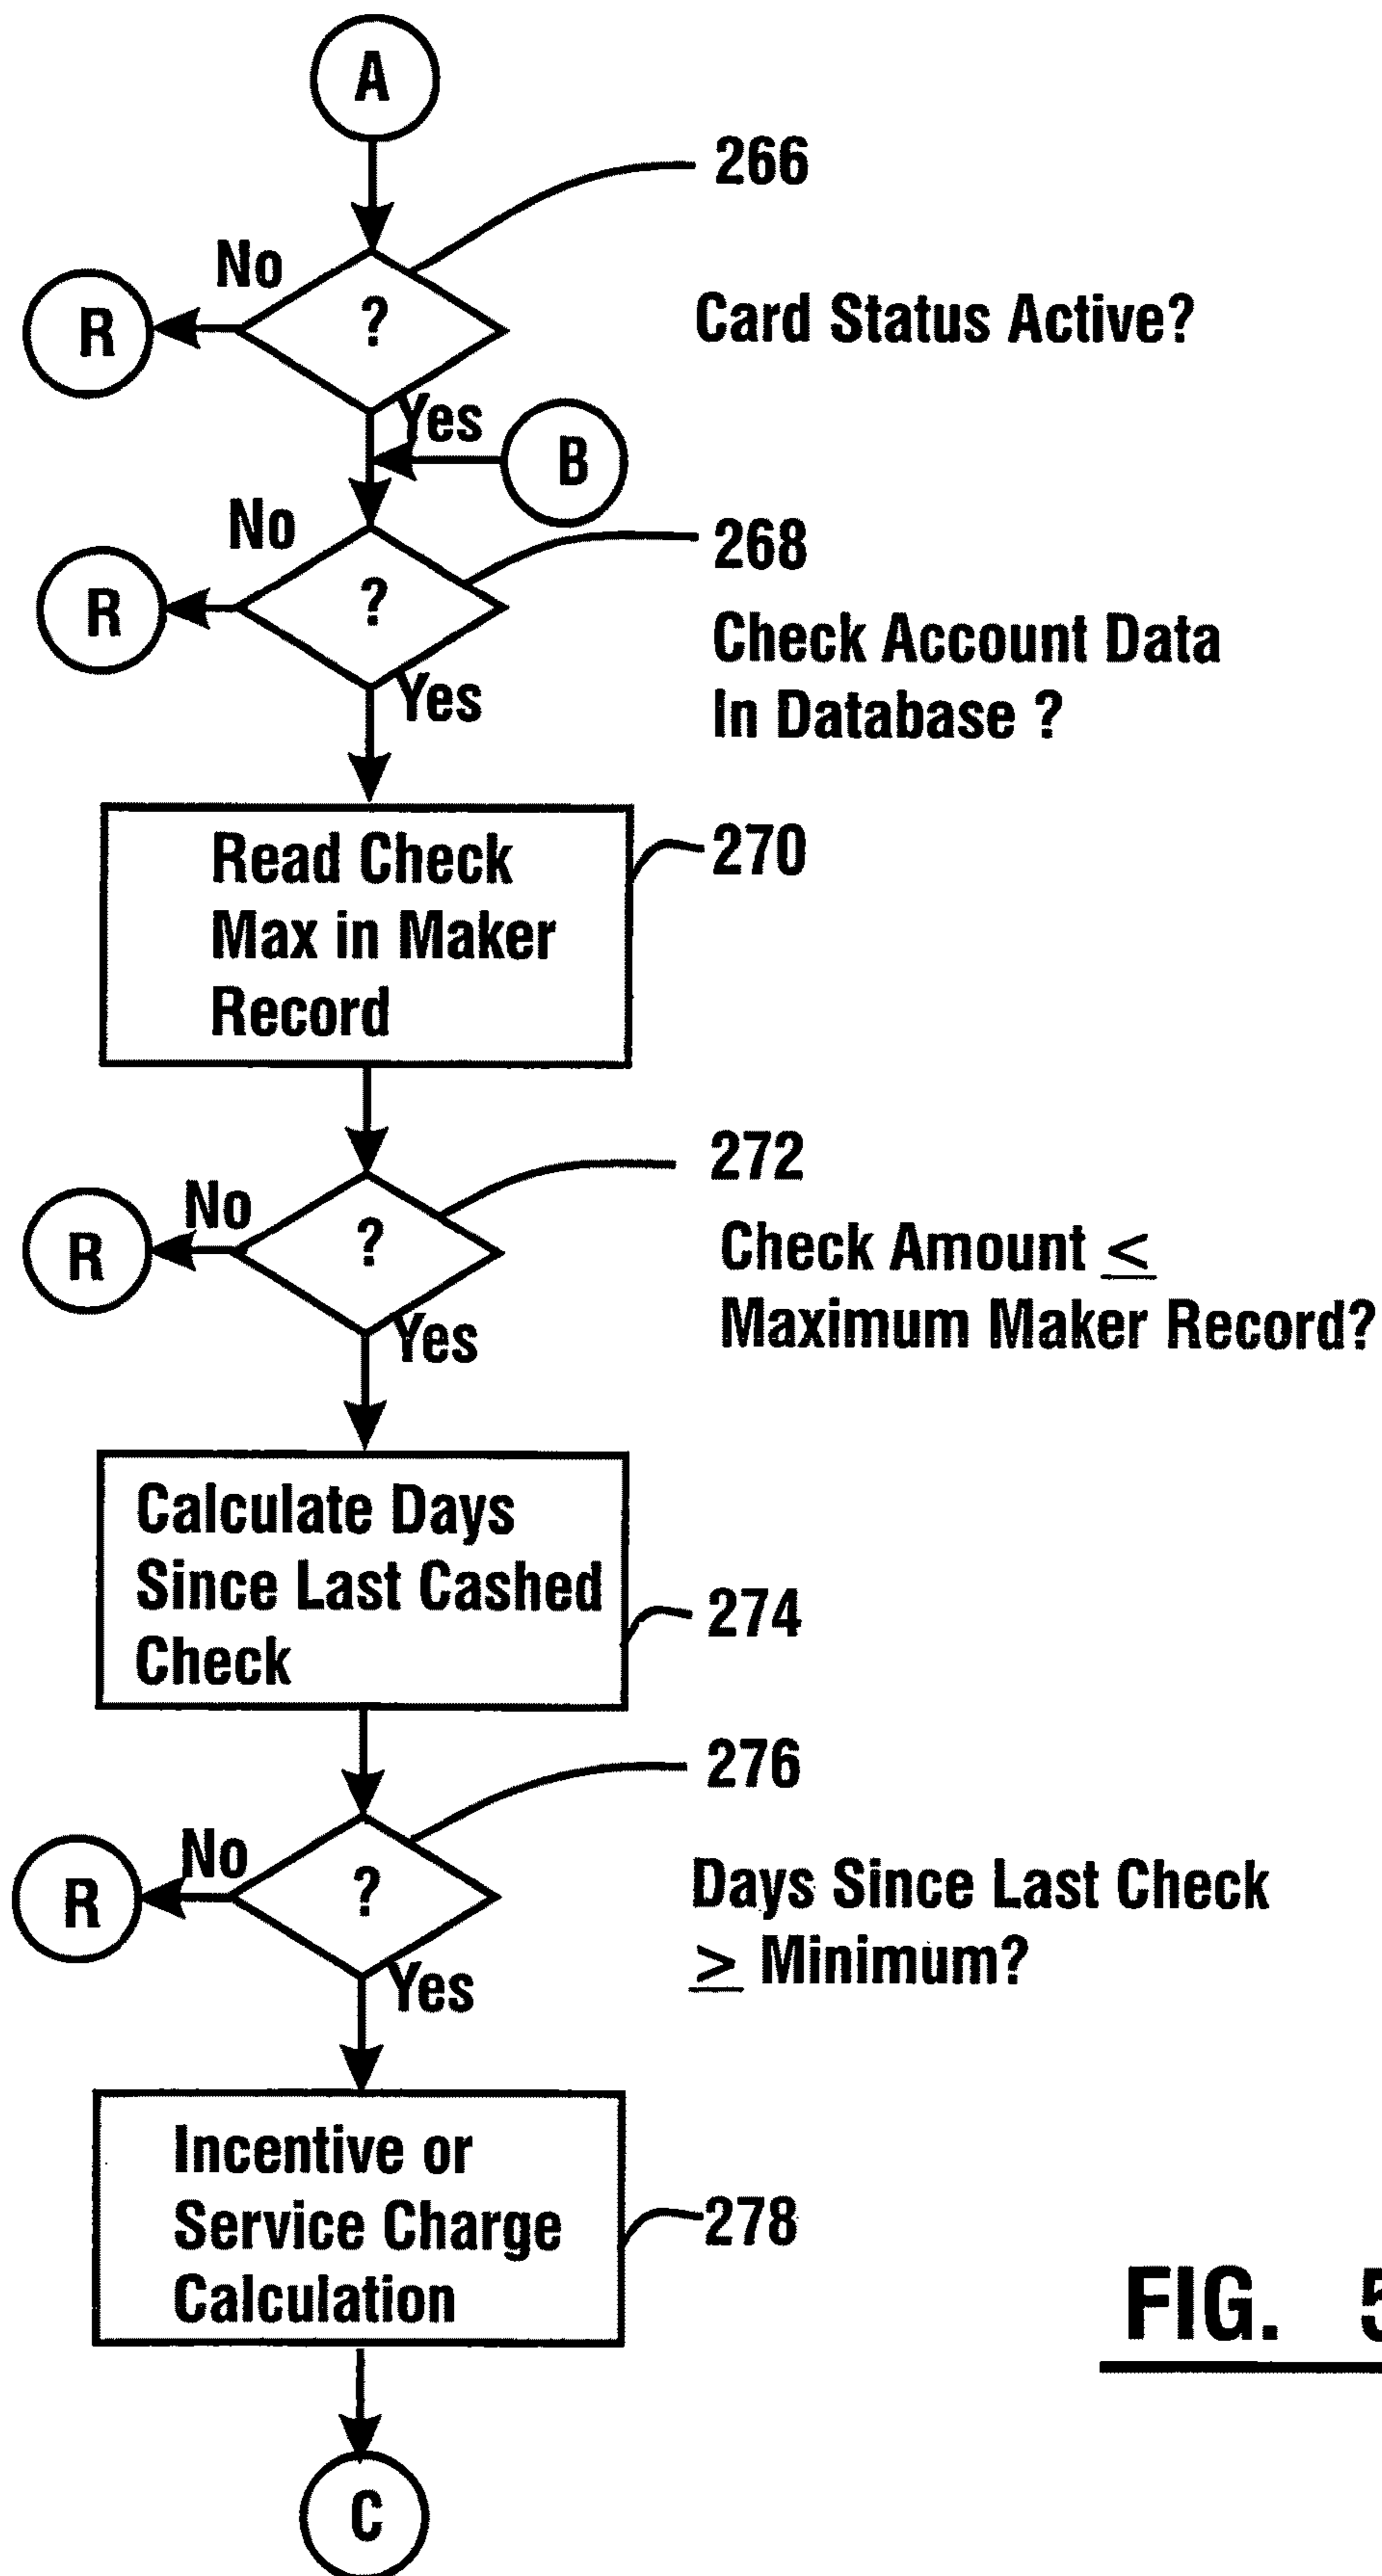 A
266
No
R
?
Card Status Active?
Yes
B
No
268
R
?
Check Account Data
In Database ?
Yes
Read Check
Max in Maker
Record
270
272
No
R
?
Check Amount ≤
Maximum Maker Record?
Yes
Calculate Days
Since Last Cashed
Check
274
276
No
R
?
Days Since Last Check
≥ Minimum?
Yes
Incentive or
Service Charge
Calculation
278
FIG. 5
C